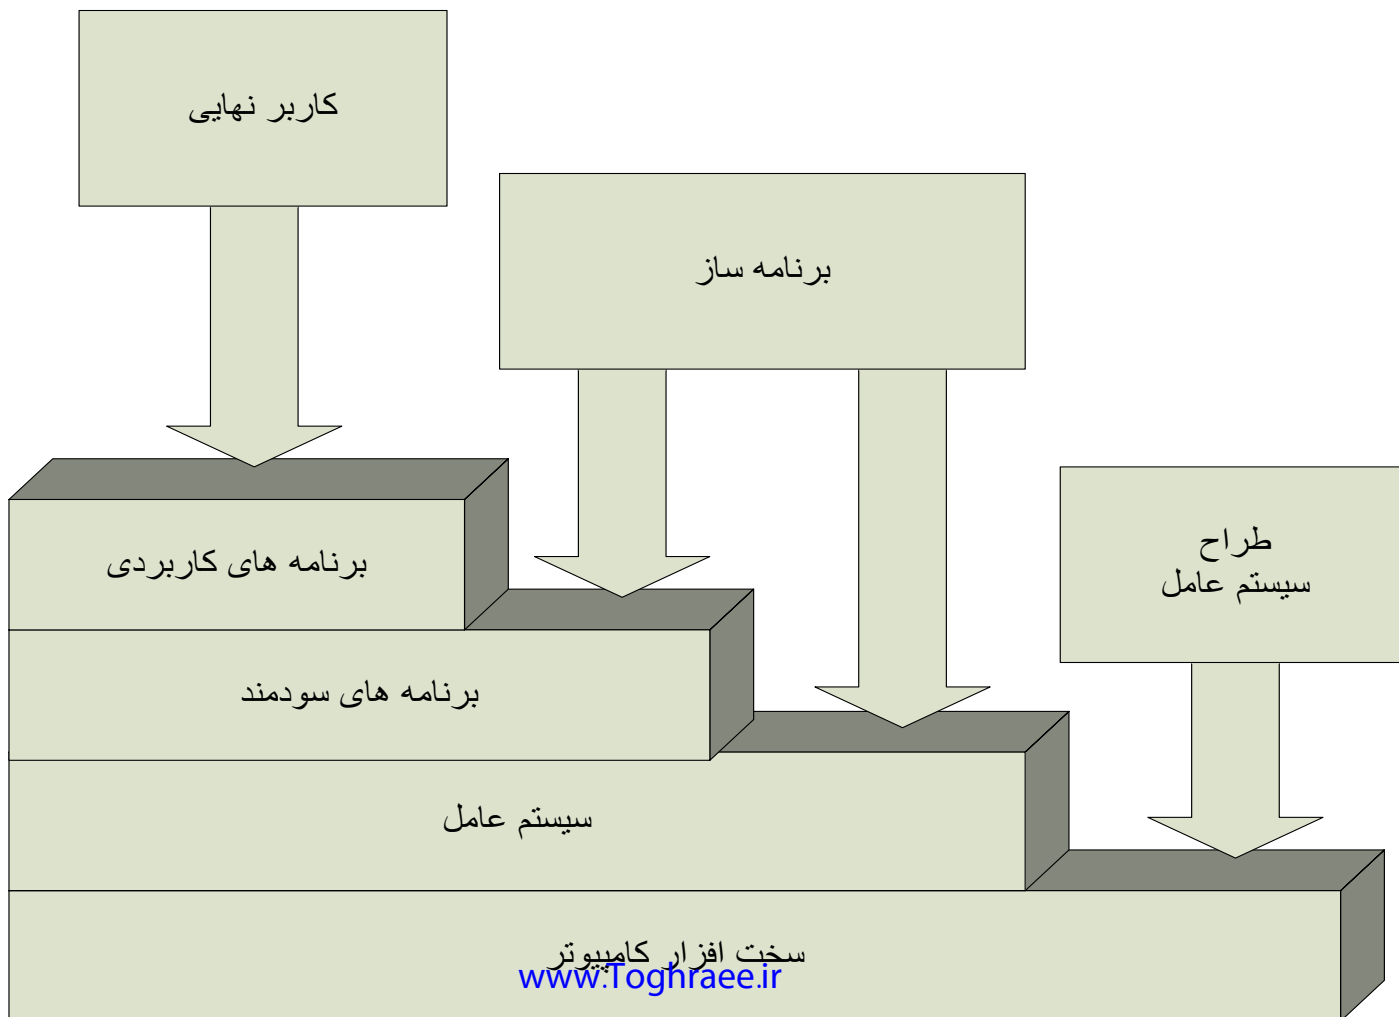 کاربر نهایی
برنامه ساز
طراح
سیستم عامل
برنامه های کاربردی
برنامه های سودمند
سیستم عامل
سخت افزار کامپیوتر
www.Toghraee.ir